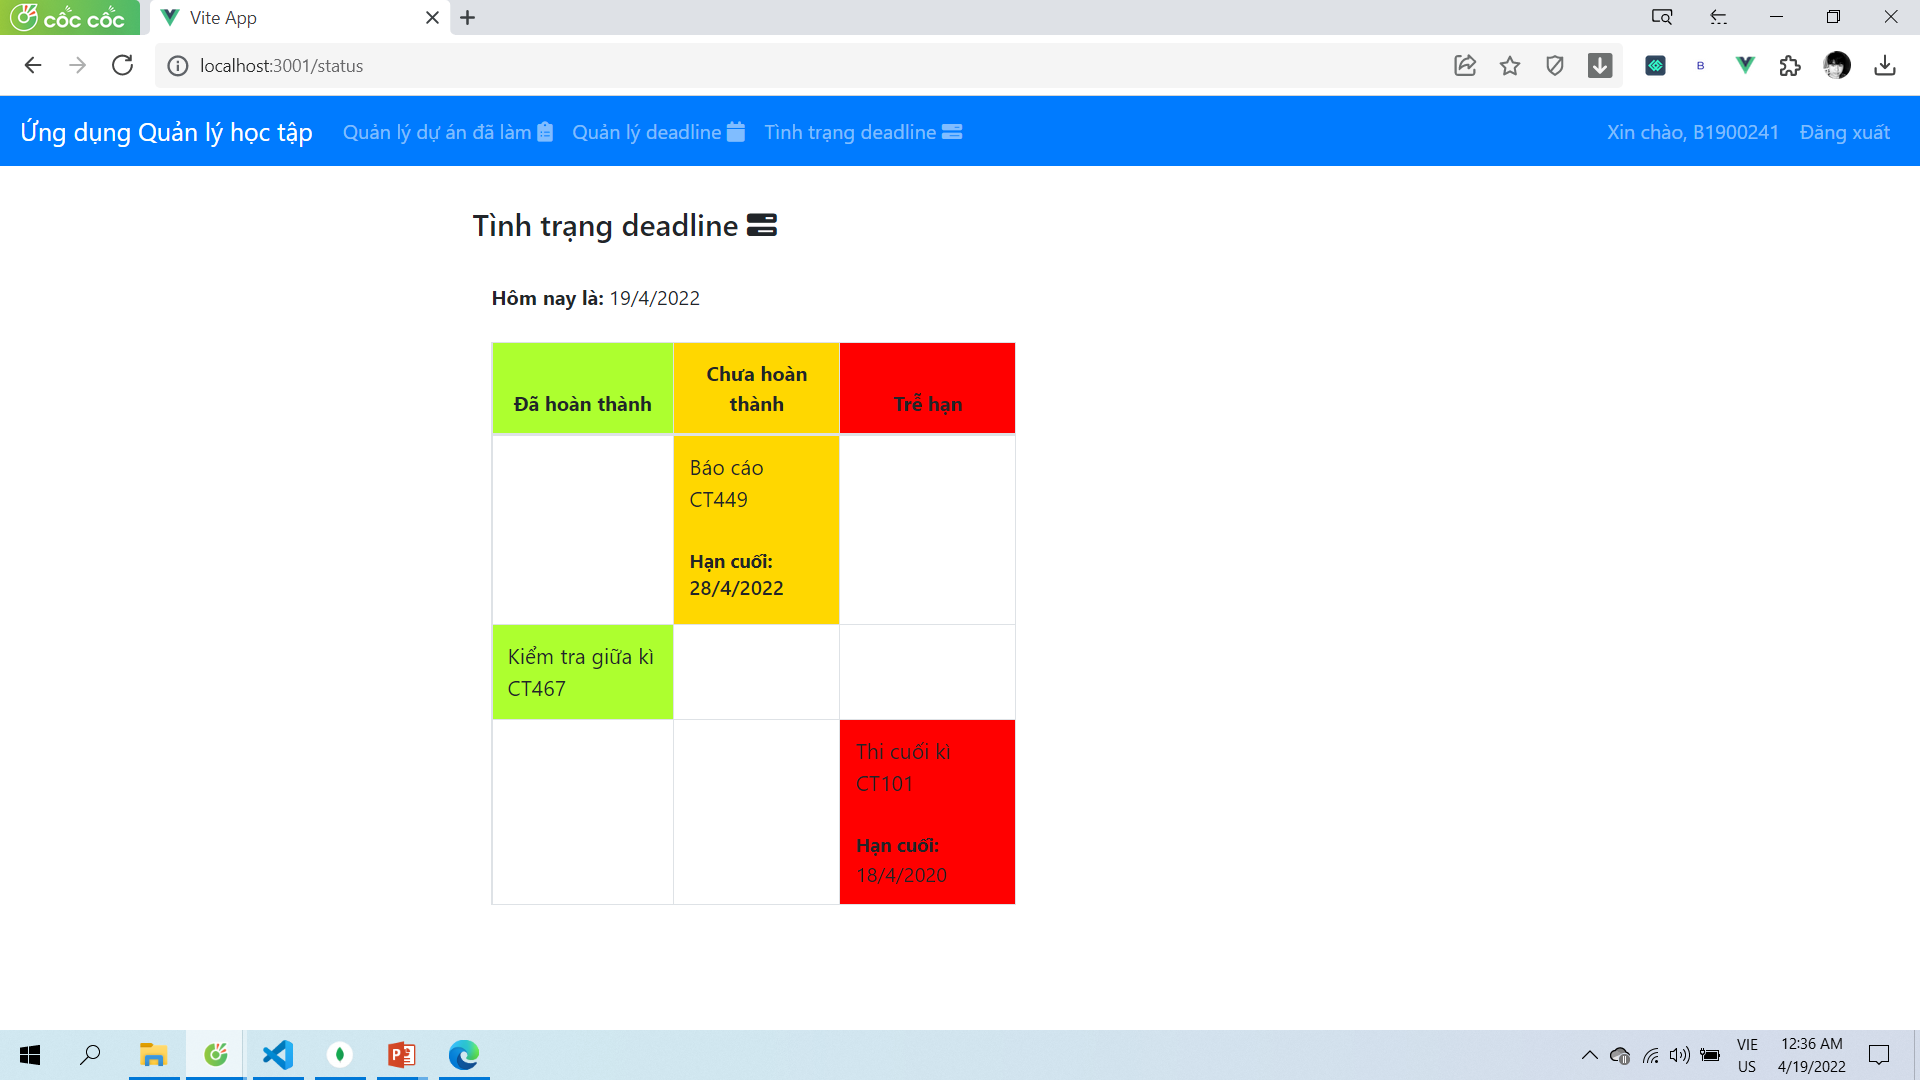 cốc cốc
Vite App
localhost:3001/status
B
Ứng dụng Quản lý học tập
Quản lý dự án đã làm
Quản lý deadline
Tình trạng deadline
Xin chào, B1900241
Đăng xuất
Tình trạng deadline
Hôm nay là: 19/4/2022
Đã hoàn thành
Chưa hoàn
thành
Trễ hạn
Báo cáo
CT449
Hạn cuối:
28/4/2022
Kiểm tra giữa kì
CT467
Thi cuối kì
CT101
Hạn cuối:
18/4/2020
VIE
US
12:36 AM
4/19/2022